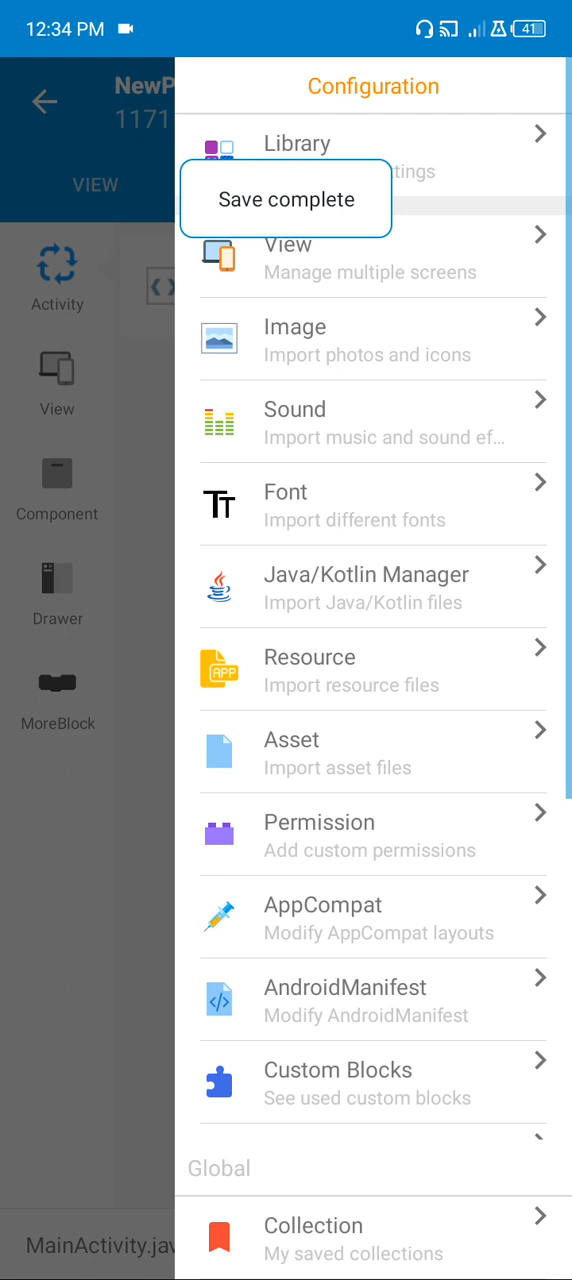 12:34 PM
41
NewP
1171
VIEW
Activity
View
Component
Drawer
MoreBlock
MainActivity.jav
Configuration
Library
tings
Save complete
View
Manage multiple screens
Image
Import photos and icons
Sound
Import music and sound ef...
Font
Import different fonts
Java/Kotlin Manager
Import Java/Kotlin files
Resource
Import resource files
Asset
Import asset files
Permission
Add custom permissions
AppCompat
Modify AppCompat layouts
AndroidManifest
Modify AndroidManifest
Custom Blocks
See used custom blocks
Global
Collection
My saved collections